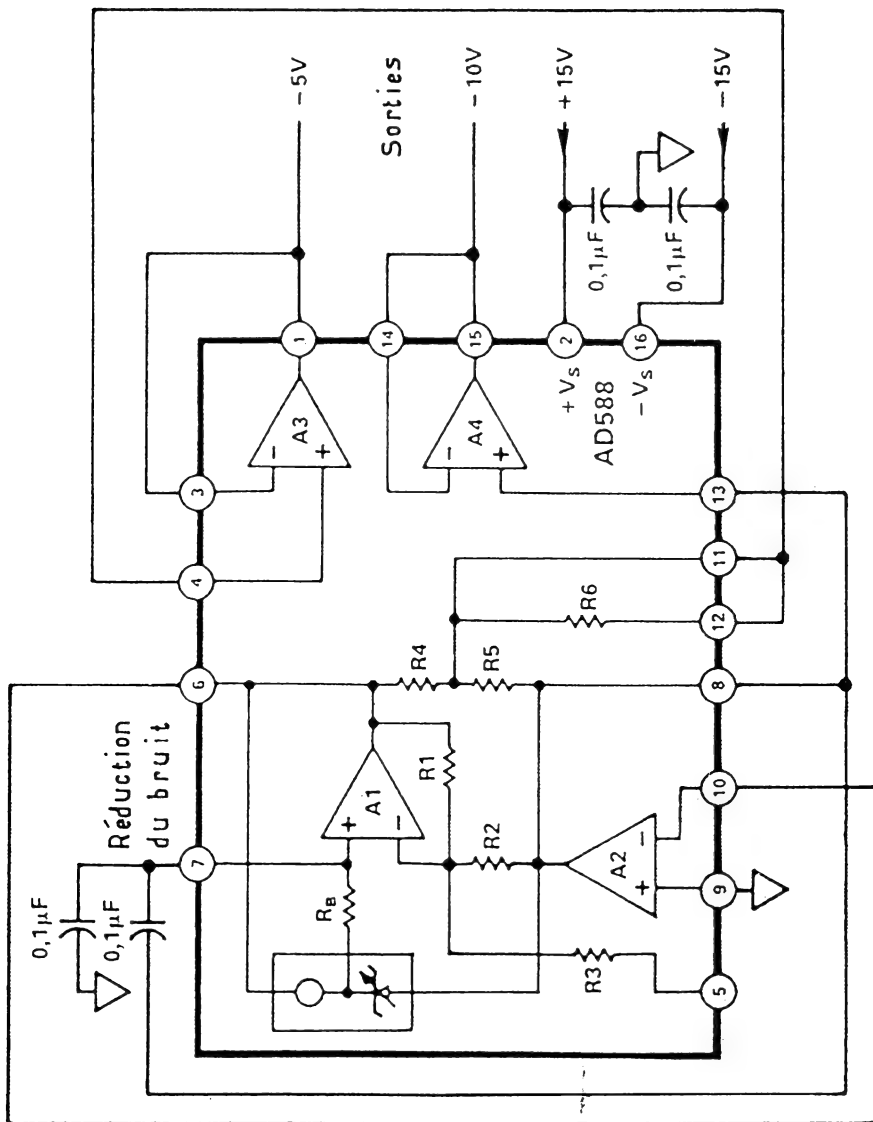 Réduction
du bruit
0,1µF
0,1µF
7
6
4
3
RB
A1
+
-
R1
R2
R3
R4
R5
R6
A2
+
-
A3
-
+
A4
-
+
1
14
15
2
16
+VS
-VS
AD588
5
9
10
8
12
11
13
-5V
Sorties
-10V
+15V
-15V
0,1µF
0,1µF